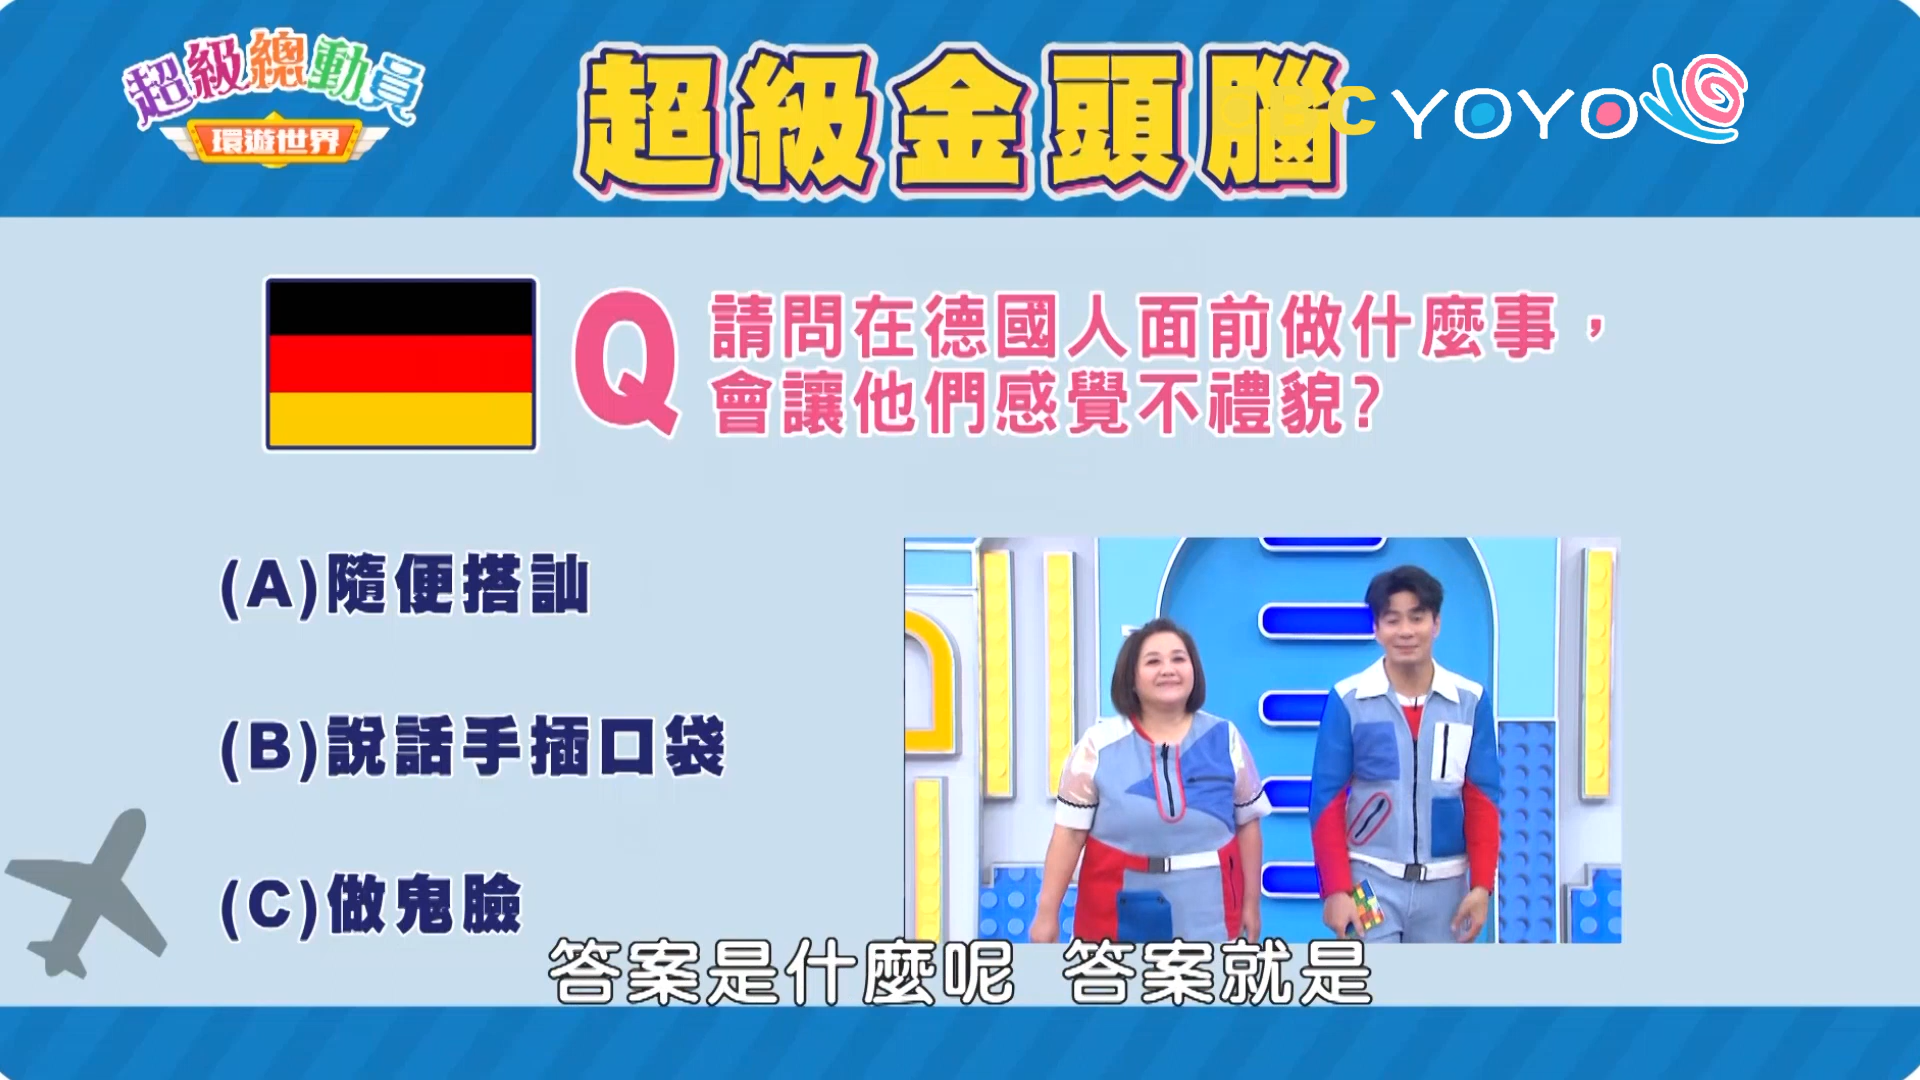 超級總動員
環遊世界
超級金頭腦
BC YOYO
Q 請問在德國人面前做什麼事，
會讓他們感覺不禮貌?
(A)隨便搭訕
(B)說話手插口袋
(C)做鬼臉
答案是什麼呢 答案就是